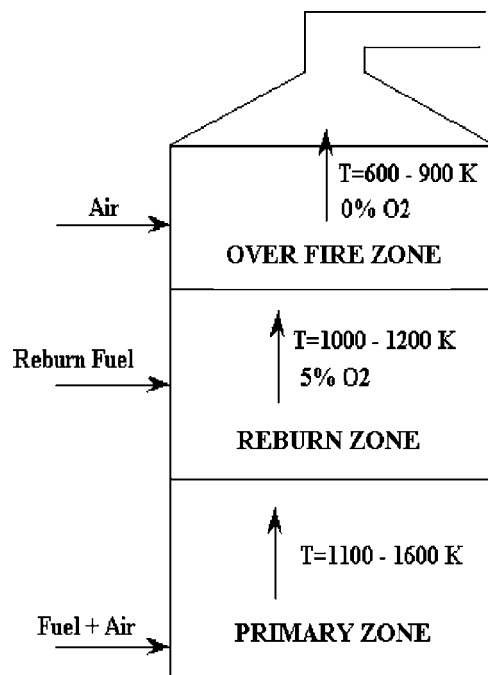 T=600 - 900 K
0% O2
Air
OVER FIRE ZONE
T=1000 - 1200 K
Reburn Fuel
5% O2
REBURN ZONE
T=1100 - 1600 K
Fuel + Air
PRIMARY ZONE